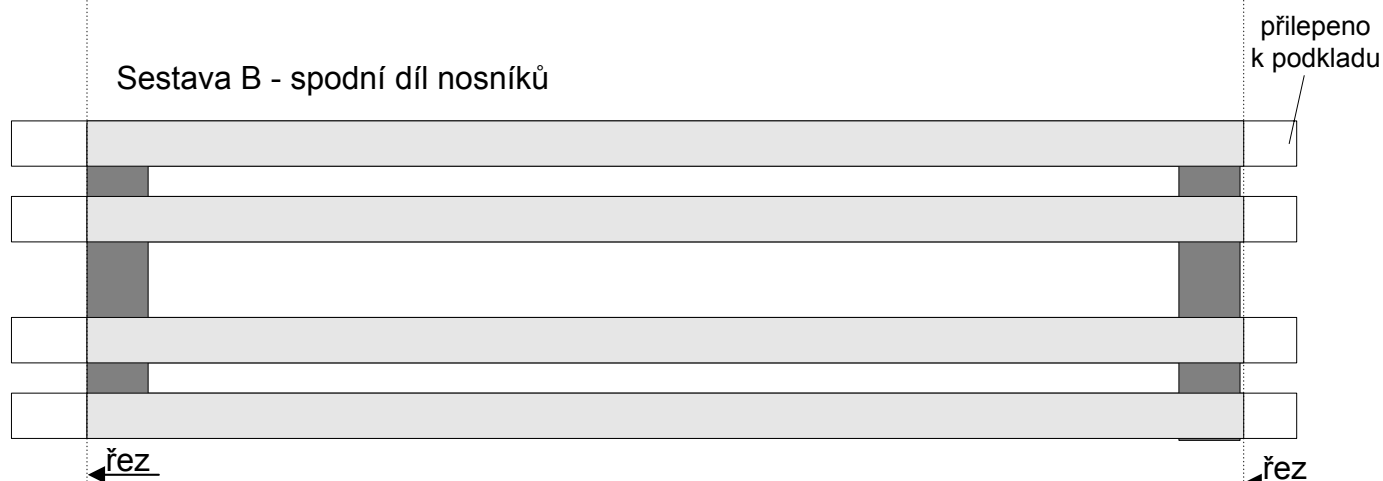 přilepeno
k podkladu
Sestava B - spodní díl nosníků
řez
řez